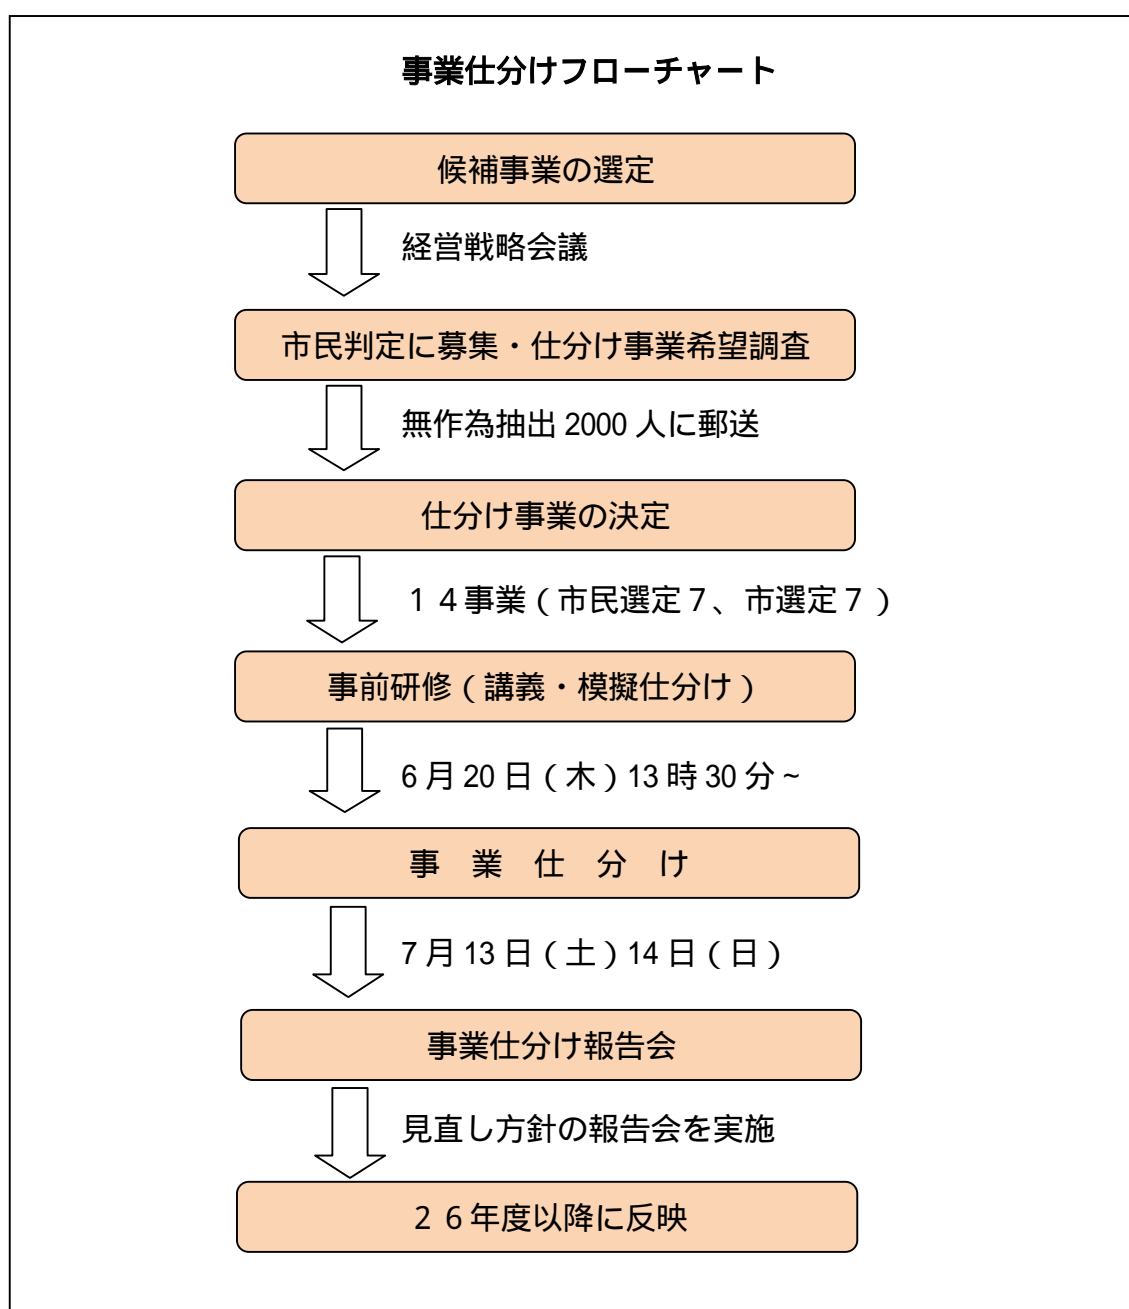 事業仕分けフローチャート
候補事業の選定
経営戦略会議
市民判定に募集・仕分け事業希望調査
無作為抽出 2000 人に郵送
仕分け事業の決定
１４事業（市民選定７、市選定７）
事前研修（講義・模擬仕分け）
6 月 20 日（木）13 時 30 分 ~
事　業　仕　分　け
7 月 13 日（土）14 日（日）
事業仕分け報告会
見直し方針の報告会を実施
２６年度以降に反映